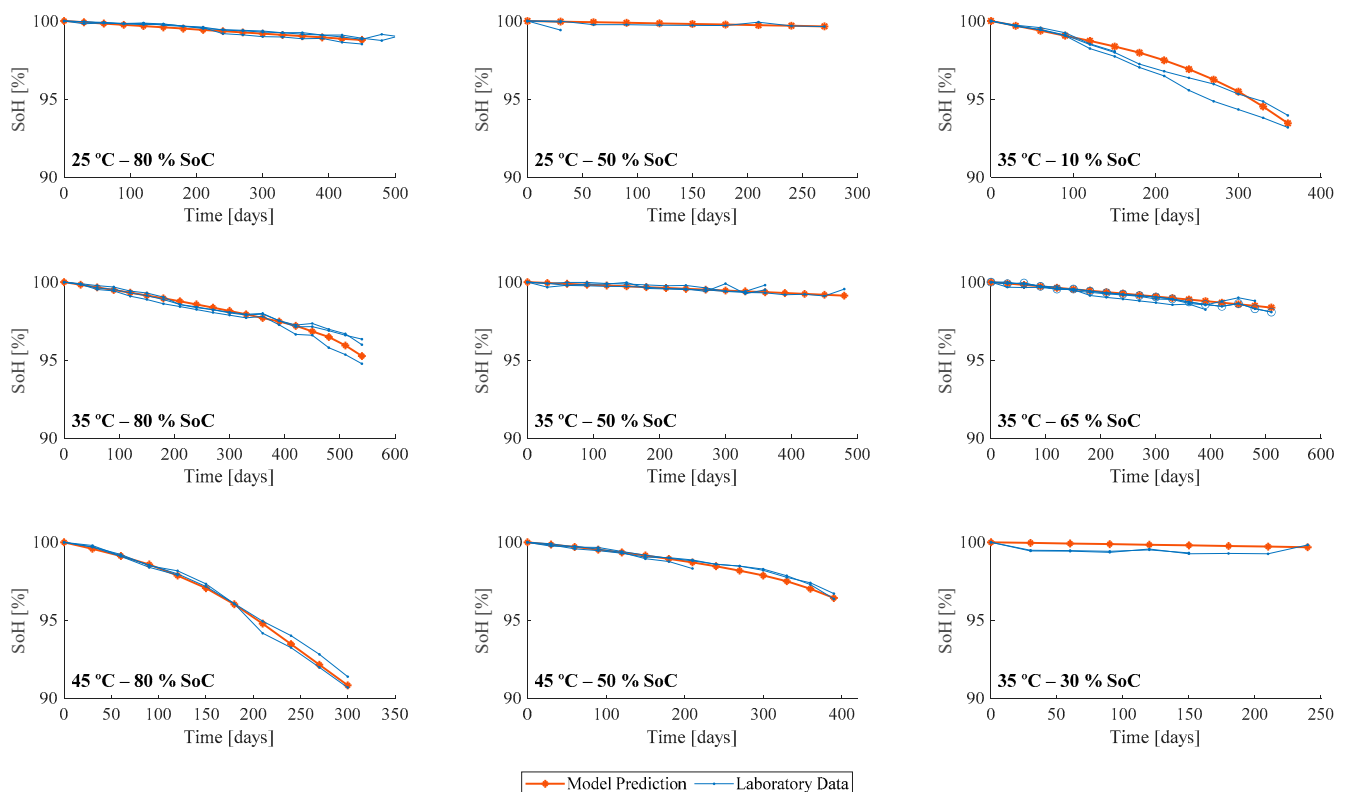 100
95
90
SoH [%]
25 ºC – 80 % SoC
0 100 200 300 400 500
Time [days]
100
95
90
SoH [%]
25 ºC – 50 % SoC
0 50 100 150 200 250 300
Time [days]
100
95
90
SoH [%]
35 ºC – 10 % SoC
0 100 200 300 400
Time [days]
100
95
90
SoH [%]
35 ºC – 80 % SoC
0 100 200 300 400 500 600
Time [days]
100
95
90
SoH [%]
35 ºC – 50 % SoC
0 100 200 300 400 500
Time [days]
100
95
90
SoH [%]
35 ºC – 65 % SoC
0 100 200 300 400 500 600
Time [days]
100
95
90
SoH [%]
45 ºC – 80 % SoC
0 50 100 150 200 250 300 350
Time [days]
100
95
90
SoH [%]
45 ºC – 50 % SoC
0 100 200 300 400
Time [days]
100
95
90
SoH [%]
35 ºC – 30 % SoC
0 50 100 150 200 250
Time [days]
Model Prediction Laboratory Data